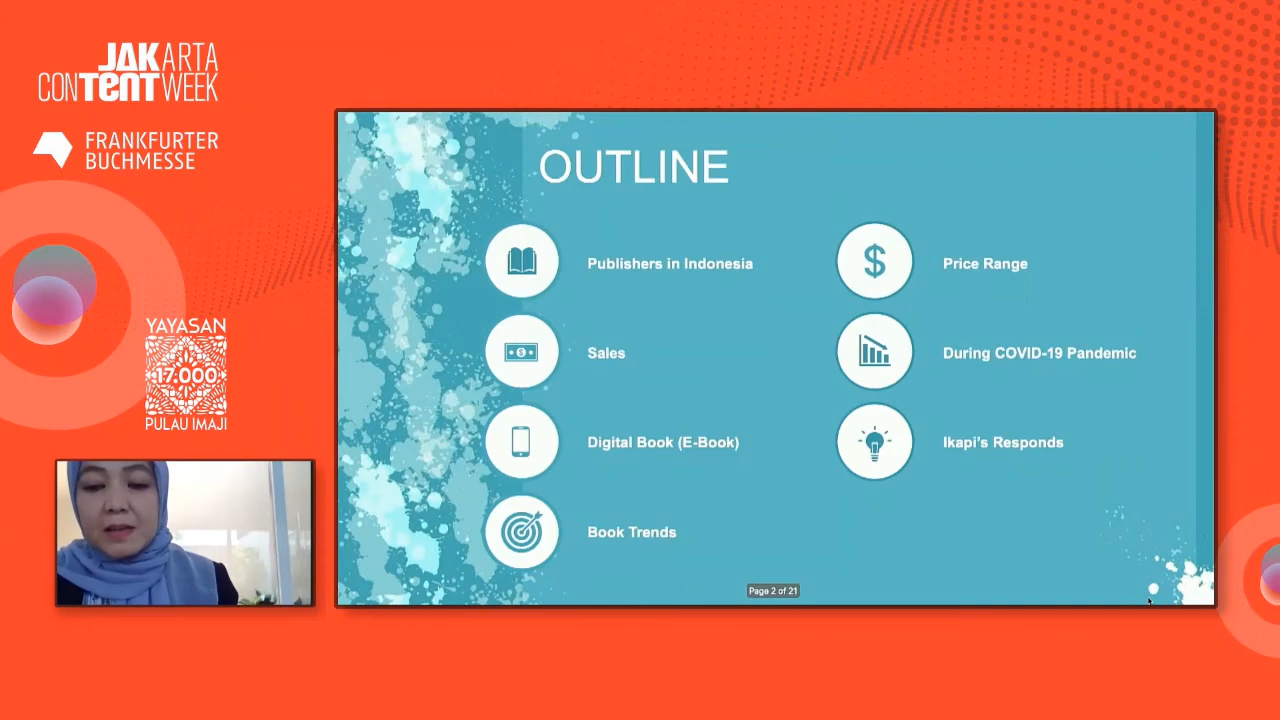 JAKARTA
CONTENT WEEK
FRANKFURTER
BUCHMESSE
YAYASAN
17.000
PULAU IMAJI
OUTLINE
Publishers in Indonesia
Sales
Digital Book (E-Book)
Book Trends
$
Price Range
During COVID-19 Pandemic
Ikapi's Responds
Page 2 of 21